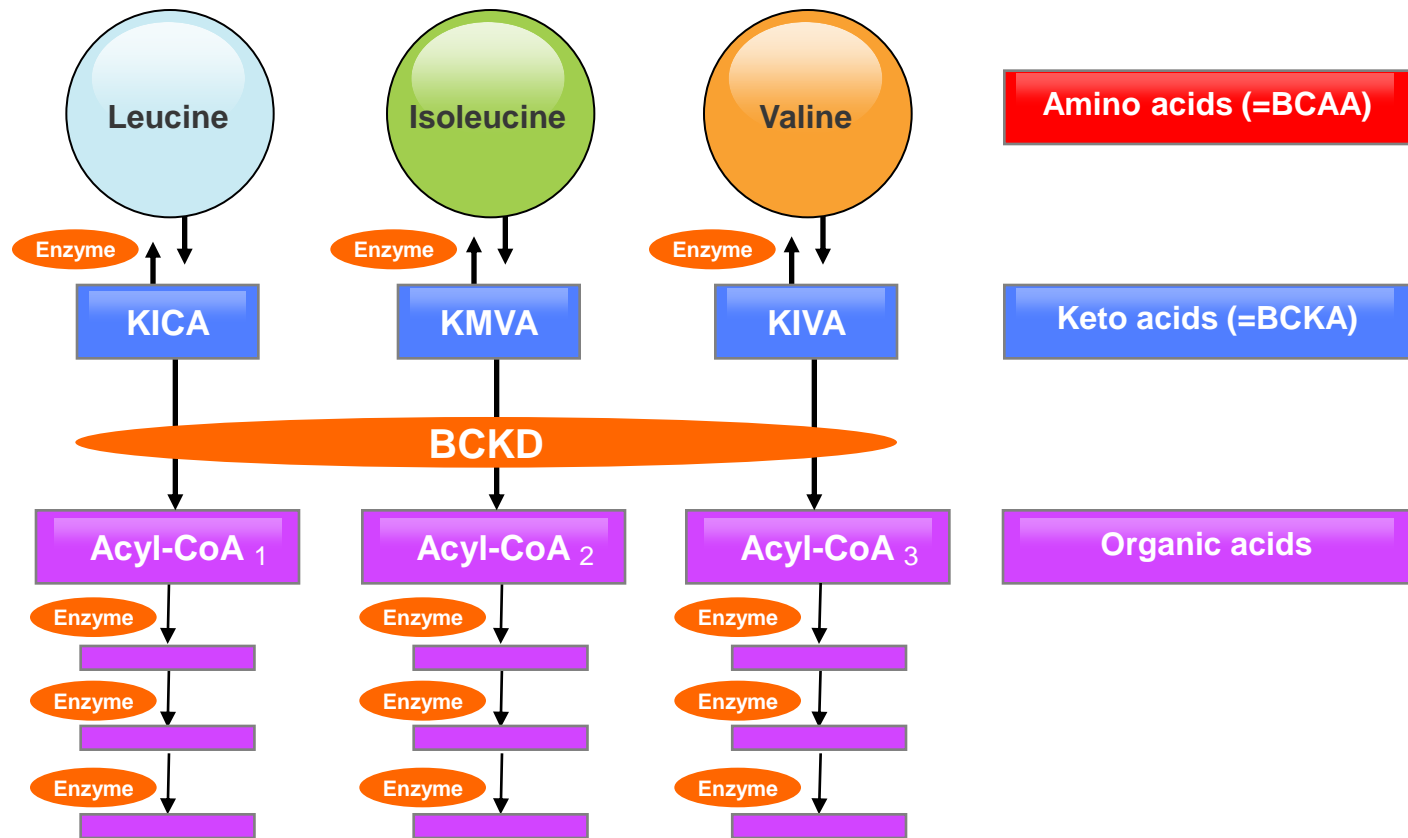 Leucine
Isoleucine
Valine
Amino acids (=BCAA)
Enzyme
Enzyme
Enzyme
KICA
KMVA
KIVA
Keto acids (=BCKA)
BCKD
Acyl-CoA 1
Acyl-CoA 2
Acyl-CoA 3
Organic acids
Enzyme
Enzyme
Enzyme
Enzyme
Enzyme
Enzyme
Enzyme
Enzyme
Enzyme